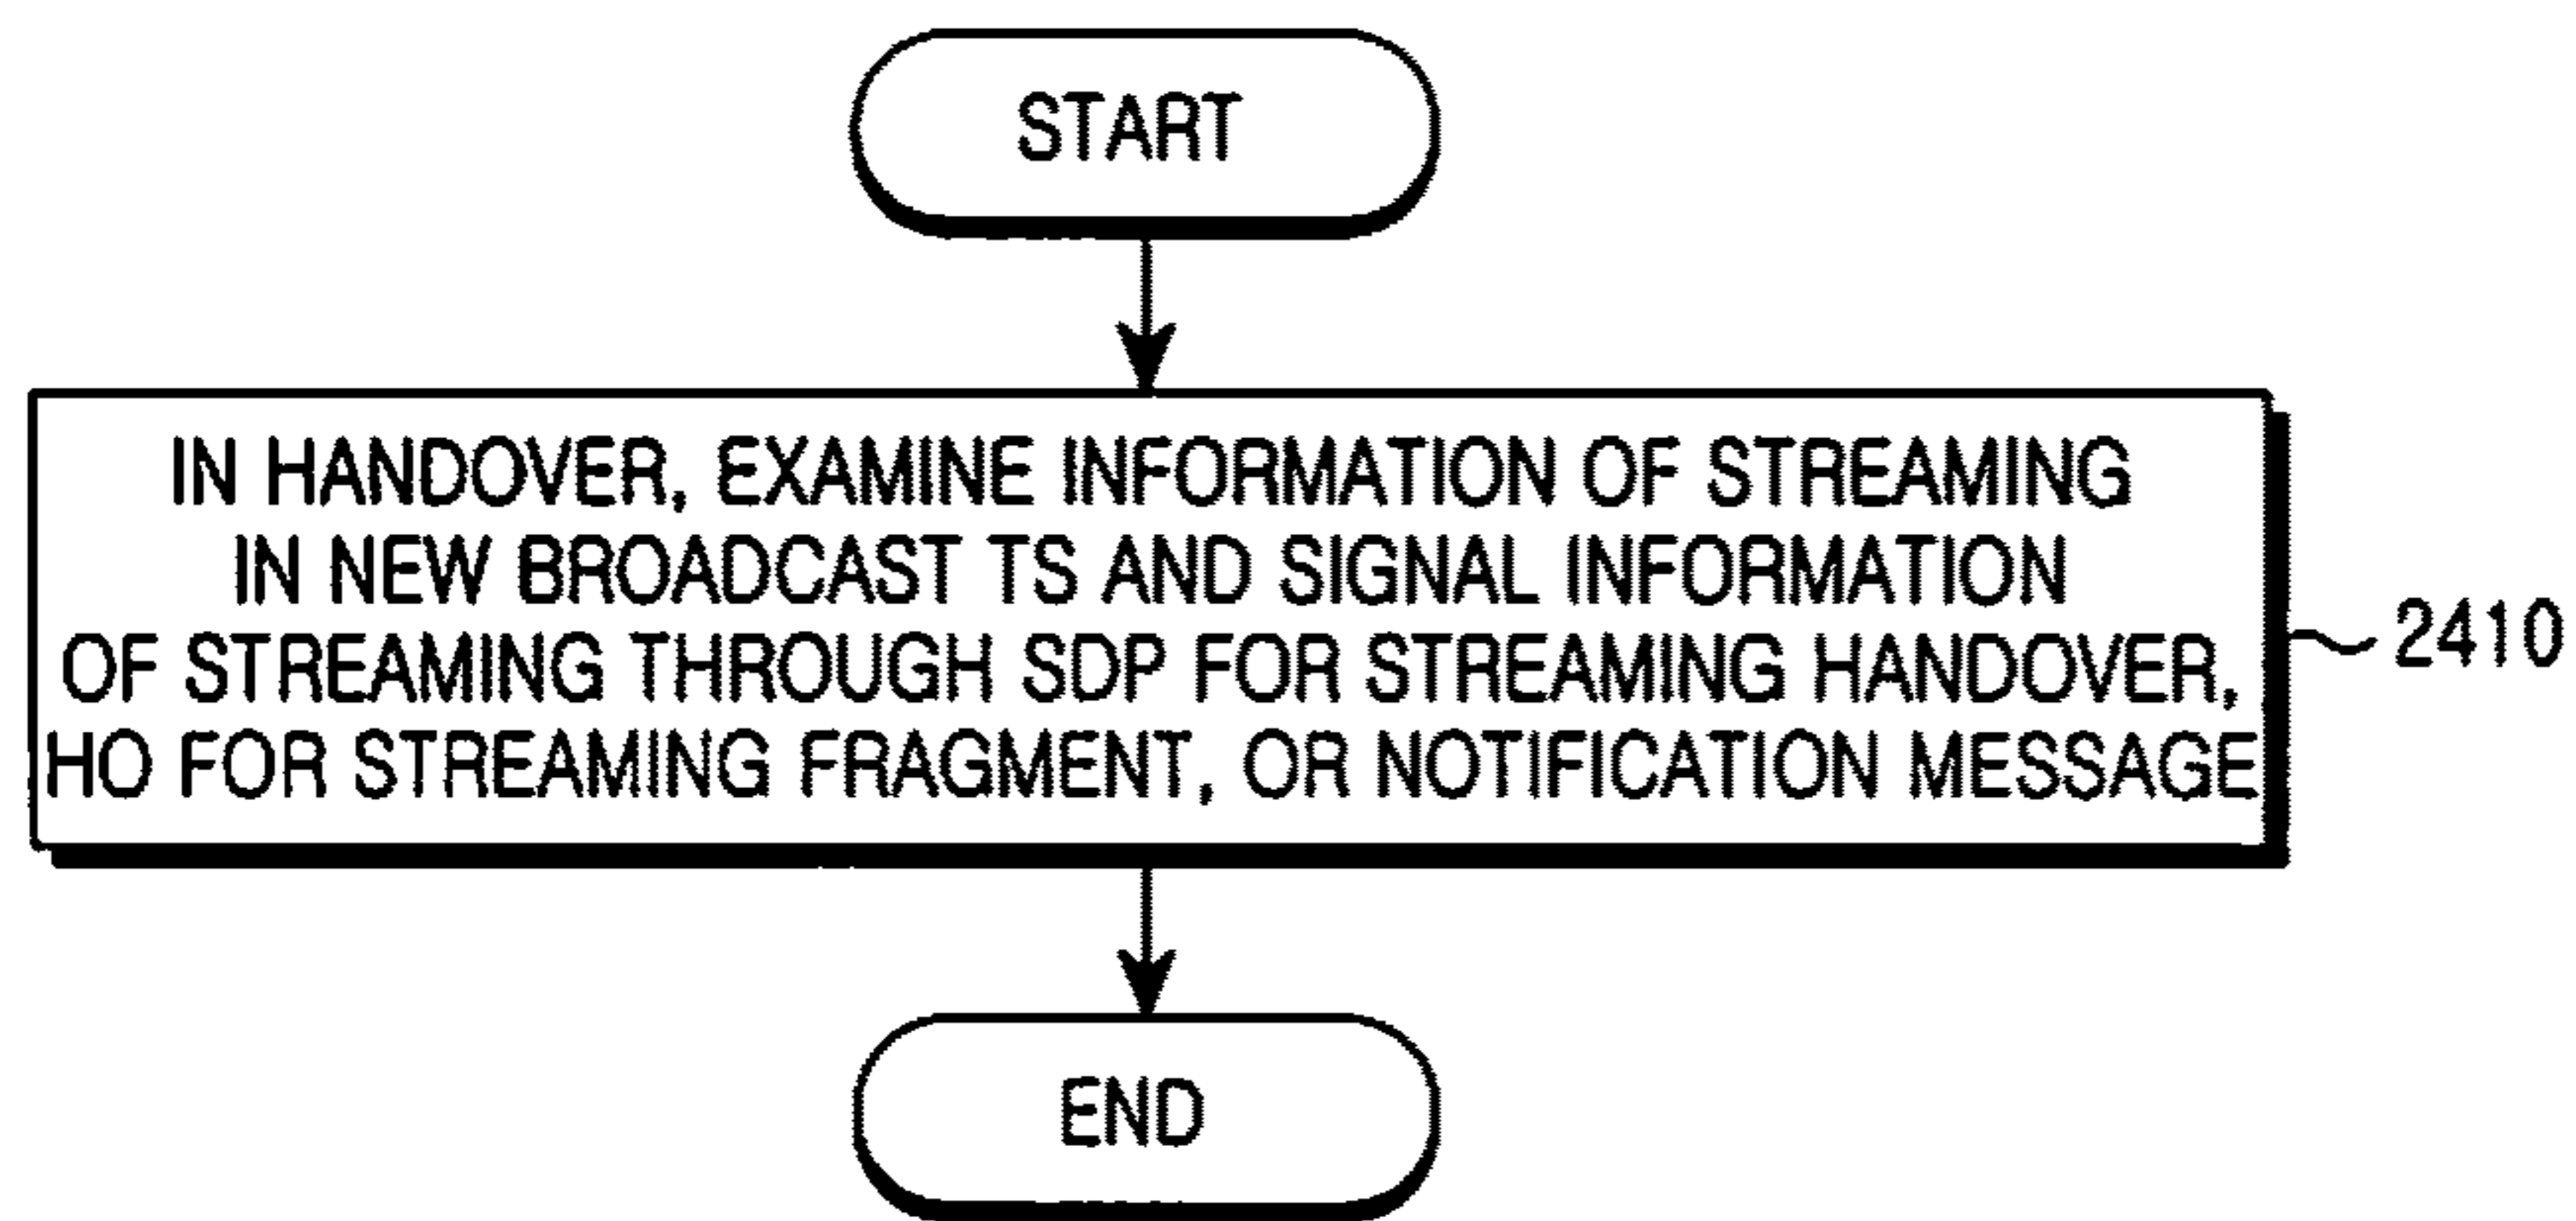 START
IN HANDOVER, EXAMINE INFORMATION OF STREAMING
IN NEW BROADCAST TS AND SIGNAL INFORMATION
OF STREAMING THROUGH SDP FOR STREAMING HANDOVER,
HO FOR STREAMING FRAGMENT, OR NOTIFICATION MESSAGE
2410
END